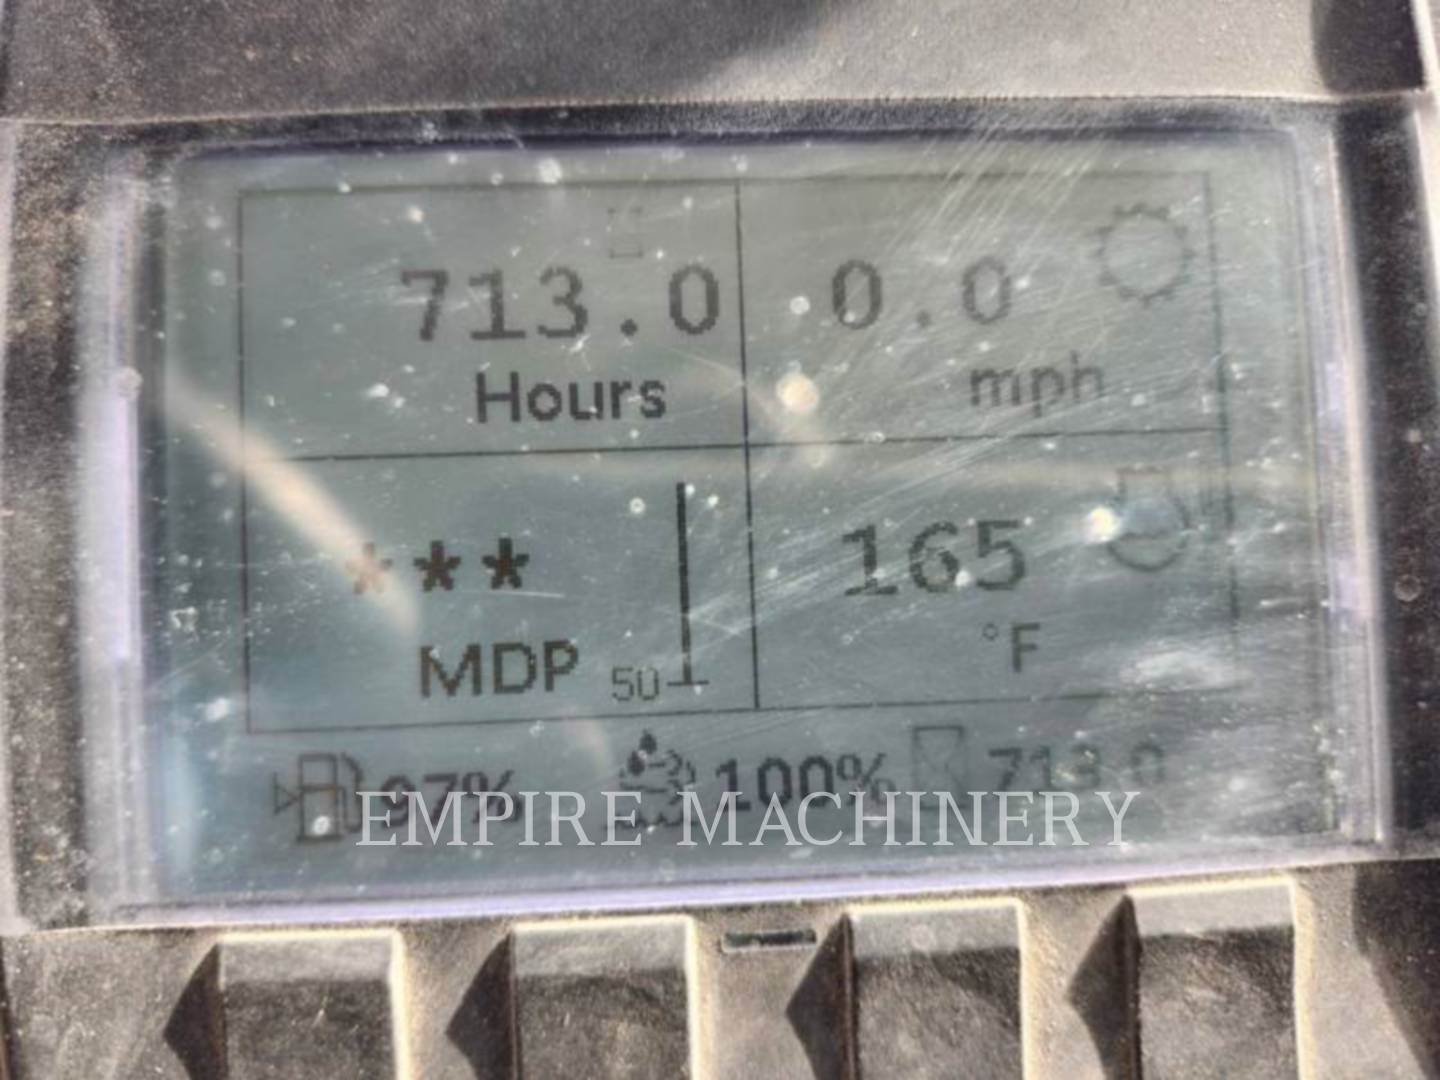 713.0 0.0
Hours mph
*** 165
MDP 50 °F
97% 100% 713.0
EMPIRE MACHINERY